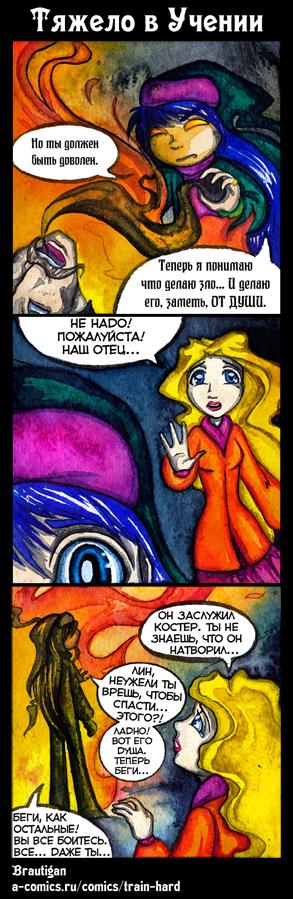 Тяжело в Учении
Но ты должен
быть доволен.
Теперь я понимаю
что делаю зло... И делаю
его, заметь, ОТ ДУШИ.
НЕ НАДО!
ПОЖАЛУЙСТА!
НАШ ОТЕЦ...
ОН ЗАСЛУЖИЛ
КОСТЕР. ТЫ НЕ
ЗНАЕШЬ, ЧТО ОН
НАТВОРИЛ...
ЛИН,
НЕУЖЕЛИ ТЫ
ВРЕШЬ, ЧТОБЫ
СПАСТИ...
ЭТОГО?!
ЛАДНО!
ВОТ ЕГО
ДУША.
ТЕПЕРЬ
БЕГИ...
БЕГИ, КАК
ОСТАЛЬНЫЕ!
ВЫ ВСЕ БОИТЕСЬ.
ВСЕ... DАЖЕ ТЫ...
Brautigan
a-comics.ru/comics/train-hard